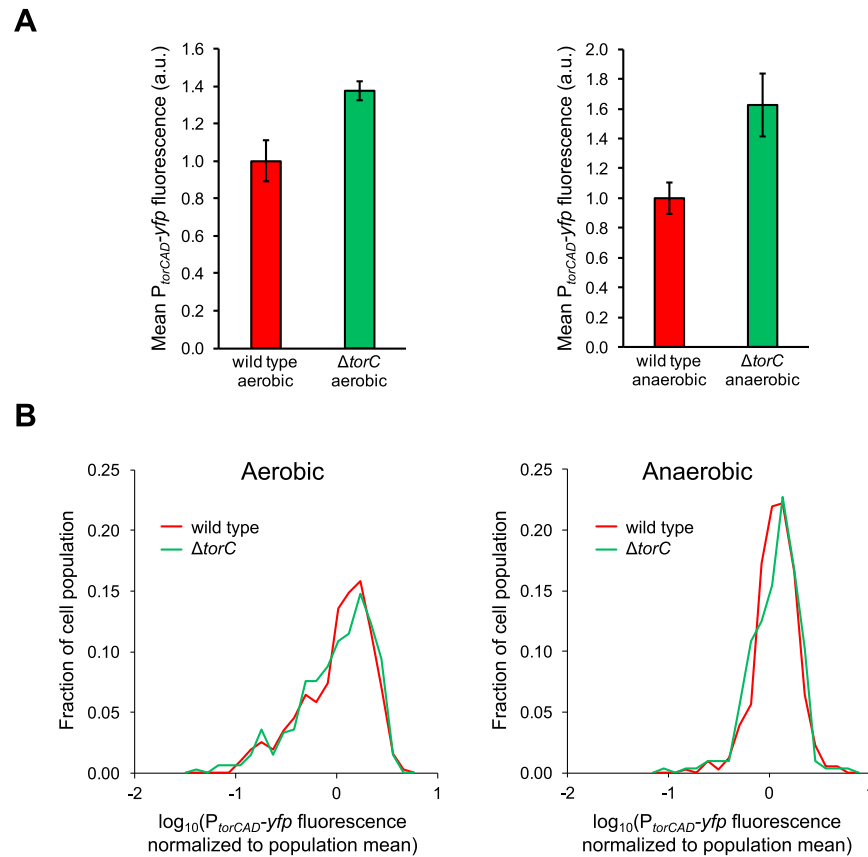 A
Mean PtorCAD-yfp fluorescence (a.u.)
1.6
1.4
1.2
1.0
0.8
0.6
0.4
0.2
0.0
wild type
aerobic
ΔtorC
aerobic
Mean PtorCAD-yfp fluorescence (a.u.)
2.0
1.8
1.6
1.4
1.2
1.0
0.8
0.6
0.4
0.2
0.0
wild type
anaerobic
ΔtorC
anaerobic
B
Aerobic
Fraction of cell population
0.25
0.20
0.15
0.10
0.05
0.00
wild type
ΔtorC
-2
-1
0
1
log10(PtorCAD-yfp fluorescence
normalized to population mean)
Anaerobic
Fraction of cell population
0.25
0.20
0.15
0.10
0.05
0.00
wild type
ΔtorC
-2
-1
0
1
log10(PtorCAD-yfp fluorescence
normalized to population mean)